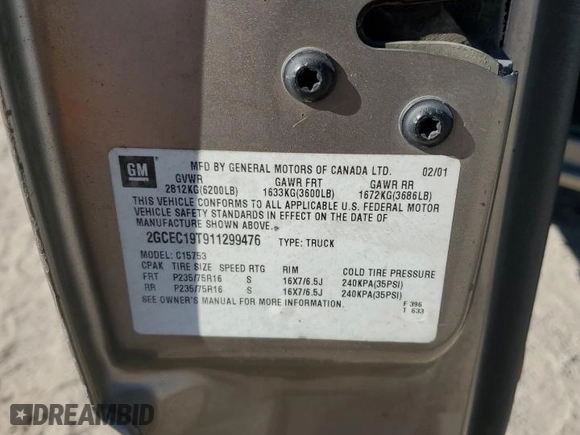 GM
MFD BY GENERAL MOTORS OF CANADA LTD. 02/01
GVWR GAWR FRT GAWR RR
2812KG(6200LB) 1633KG(3600LB) 1672KG(3686LB)
THIS VEHICLE CONFORMS TO ALL APPLICABLE U.S. FEDERAL MOTOR
VEHICLE SAFETY STANDARDS IN EFFECT ON THE DATE OF
MANUFACTURE SHOWN ABOVE.
2GCEC19T911299476 TYPE: TRUCK
MODEL: C15753
CPAK TIRE SIZE SPEED RTG RIM COLD TIRE PRESSURE
FRT P235/75R16 S 16X7/6.5J 240KPA(35PSI)
RR P235/75R16 S 16X7/6.5J 240KPA(35PSI)
SEE OWNER'S MANUAL FOR MORE INFORMATION
F 396
T 633
DREAMBID